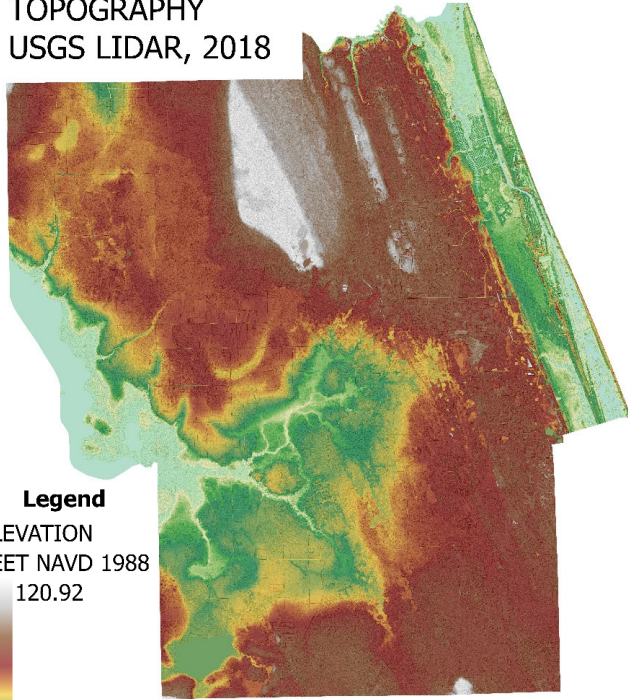 TOPOGRAPHY
USGS LIDAR, 2018
Legend
LEVATION
EET NAVD 1988
120.92